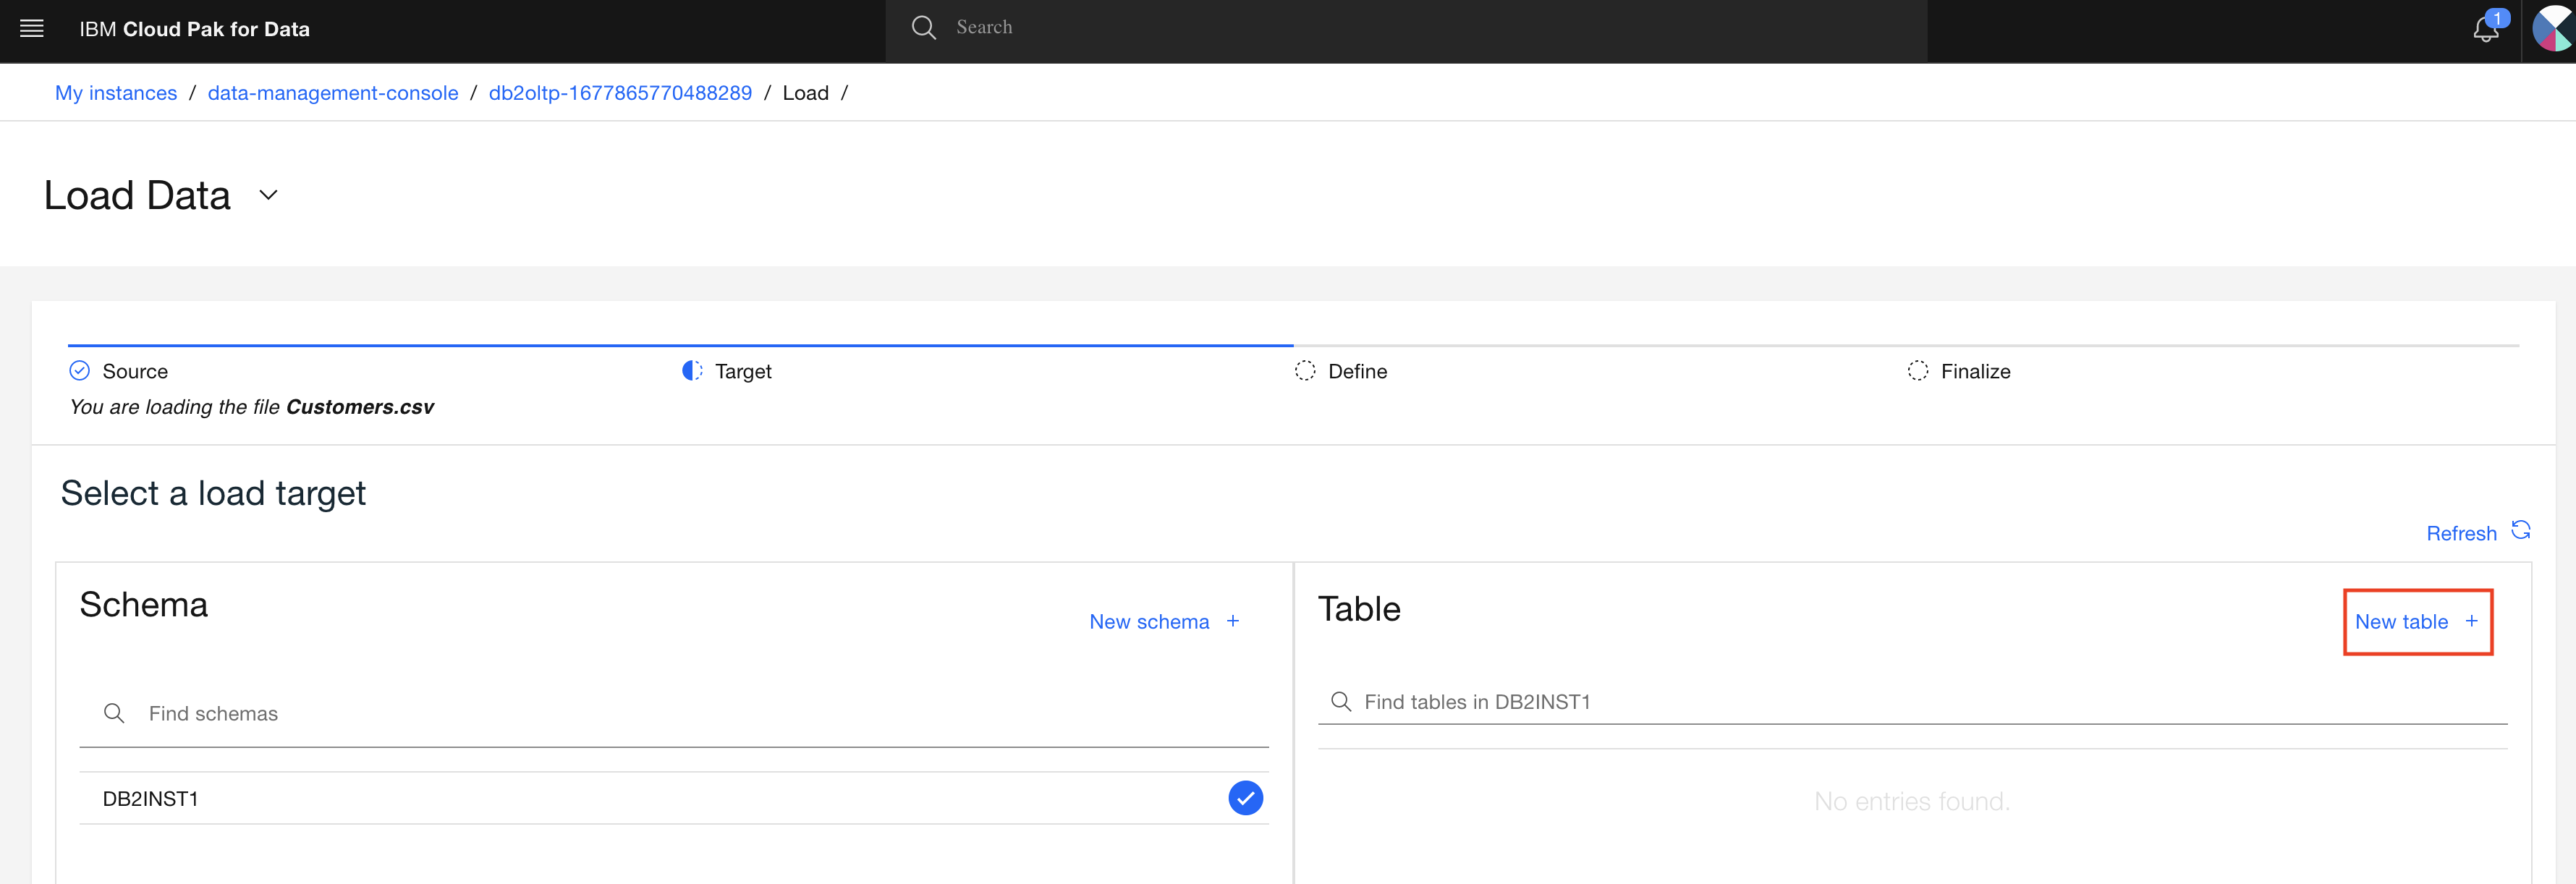 IBM Cloud Pak for Data
Search
1
My instances / data-management-console / db2oltp-1677865770488289 / Load /
Load Data
Source
Target
Define
Finalize
You are loading the file Customers.csv
Select a load target
Refresh
Schema
New schema +
Table
New table +
Find schemas
Find tables in DB2INST1
DB2INST1
No entries found.